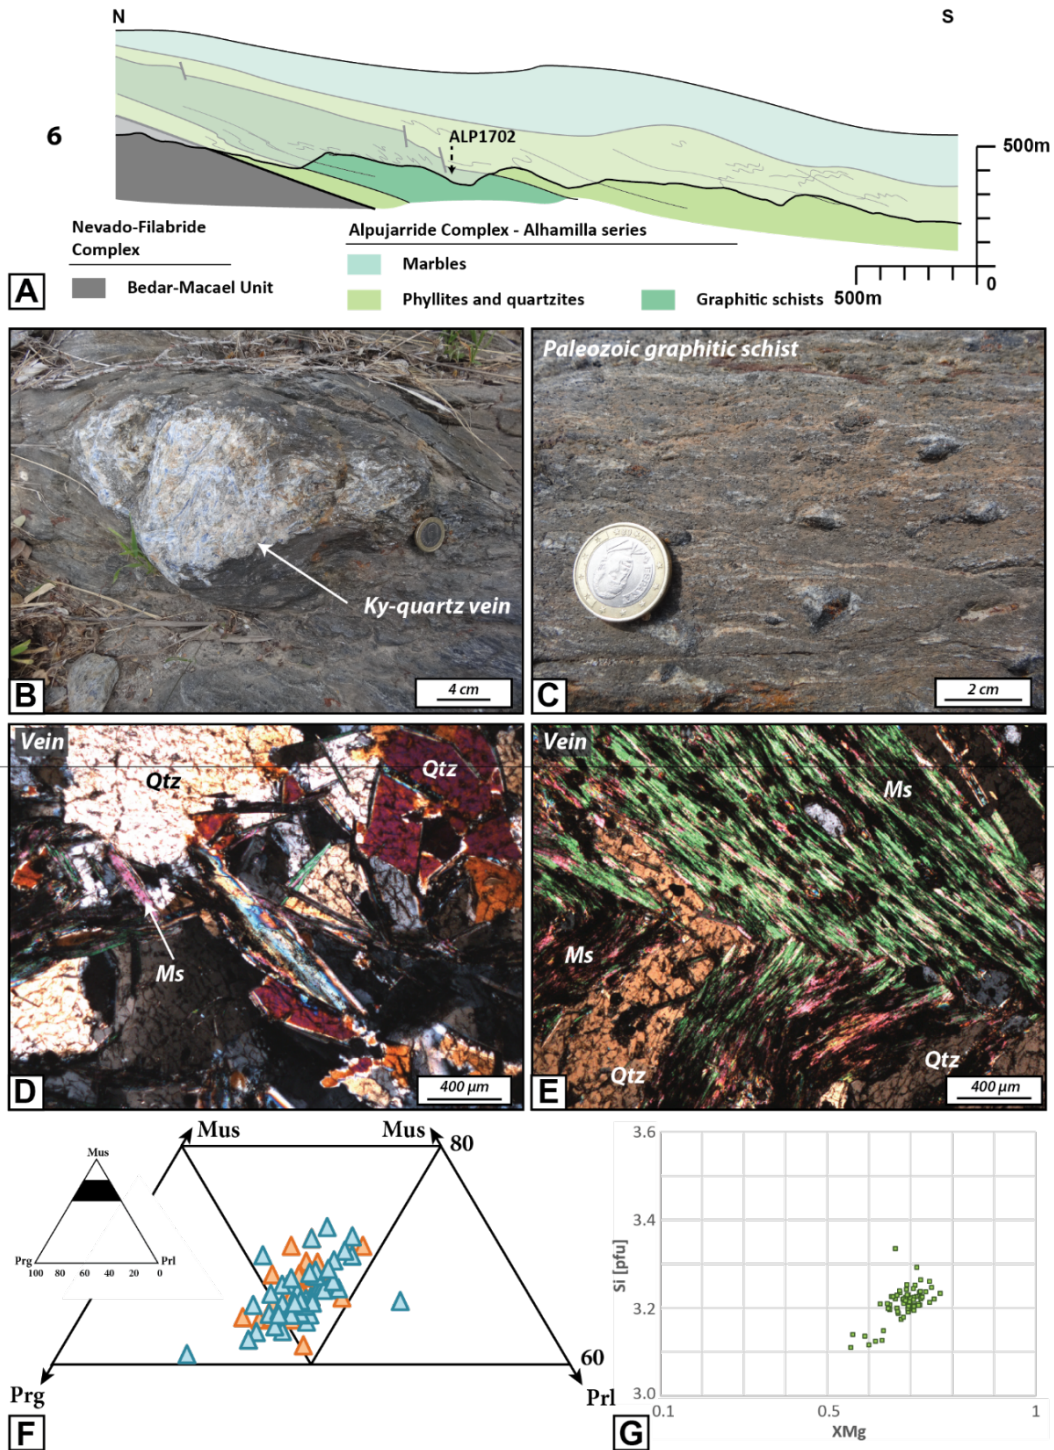 N
S
6
ALP1702
500m
0
500m
Nevado-Filabride
Complex
Bedar-Macael Unit
Alpujarride Complex - Alhamilla series
Marbles
Phyllites and quartzites
Graphitic schists
A
Ky-quartz vein
B
4 cm
Paleozoic graphitic schist
C
2 cm
Vein
Qtz
Qtz
Ms
D
400 µm
Vein
Ms
Ms
Qtz
Qtz
E
400 µm
Mus
Mus
80
Mus
Prg
Prl
100 80 60 40 20 0
60
Prg
Prl
F
3.6
3.4
3.2
3.0
Si [pfu]
0.1
0.5
1
XMg
G